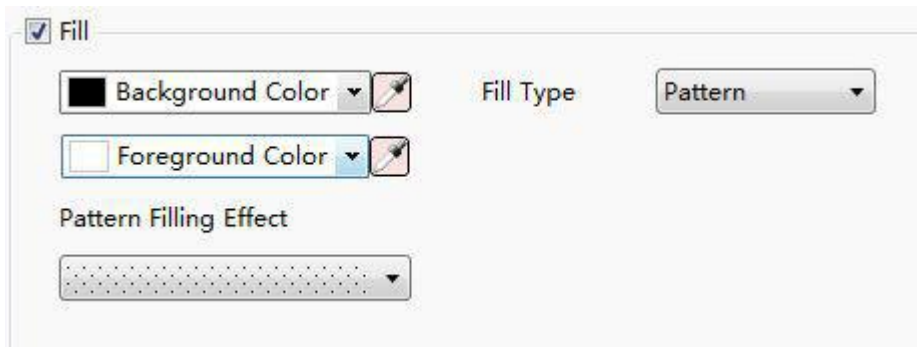 Fill
Background Color
Fill Type
Pattern
Foreground Color
Pattern Filling Effect